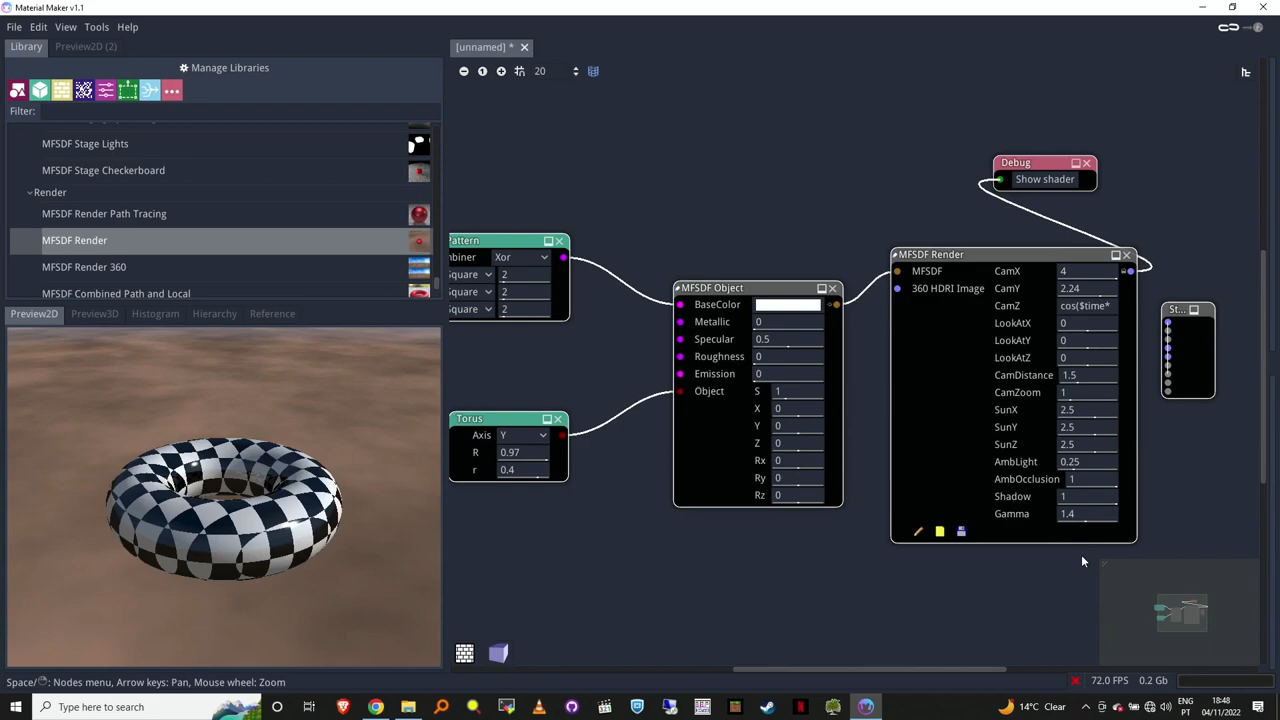 Material Maker v1.1
File Edit View Tools Help
Library Preview2D (2)
[unnamed] *
Manage Libraries
20
Filter:
MFSDF Stage Lights
MFSDF Stage Checkerboard
Render
MFSDF Render Path Tracing
MFSDF Render
MFSDF Render 360
MFSDF Combined Path and Local
Preview2D Preview3D Histogram Hierarchy Reference
Pattern
mbiner Xor
Square 2
Square 2
Square 2
Torus
Axis Y
R 0.97
r 0.4
MFSDF Object
BaseColor
Metallic 0
Specular 0.5
Roughness 0
Emission 0
Object S 1
X 0
Y 0
Z 0
Rx 0
Ry 0
Rz 0
Debug
Show shader
MFSDF Render
MFSDF CamX 4
360 HDRI Image CamY 2.24
CamZ cos($time*
LookAtX 0
LookAtY 0
LookAtZ 0
CamDistance 1.5
CamZoom 1
SunX 2.5
SunY 2.5
SunZ 2.5
AmbLight 0.25
AmbOcclusion 1
Shadow 1
Gamma 1.4
St...
Space/ : Nodes menu, Arrow keys: Pan, Mouse wheel: Zoom
72.0 FPS 0.2 Gb
Type here to search
14°C Clear
ENG
PT
18:48
04/11/2022